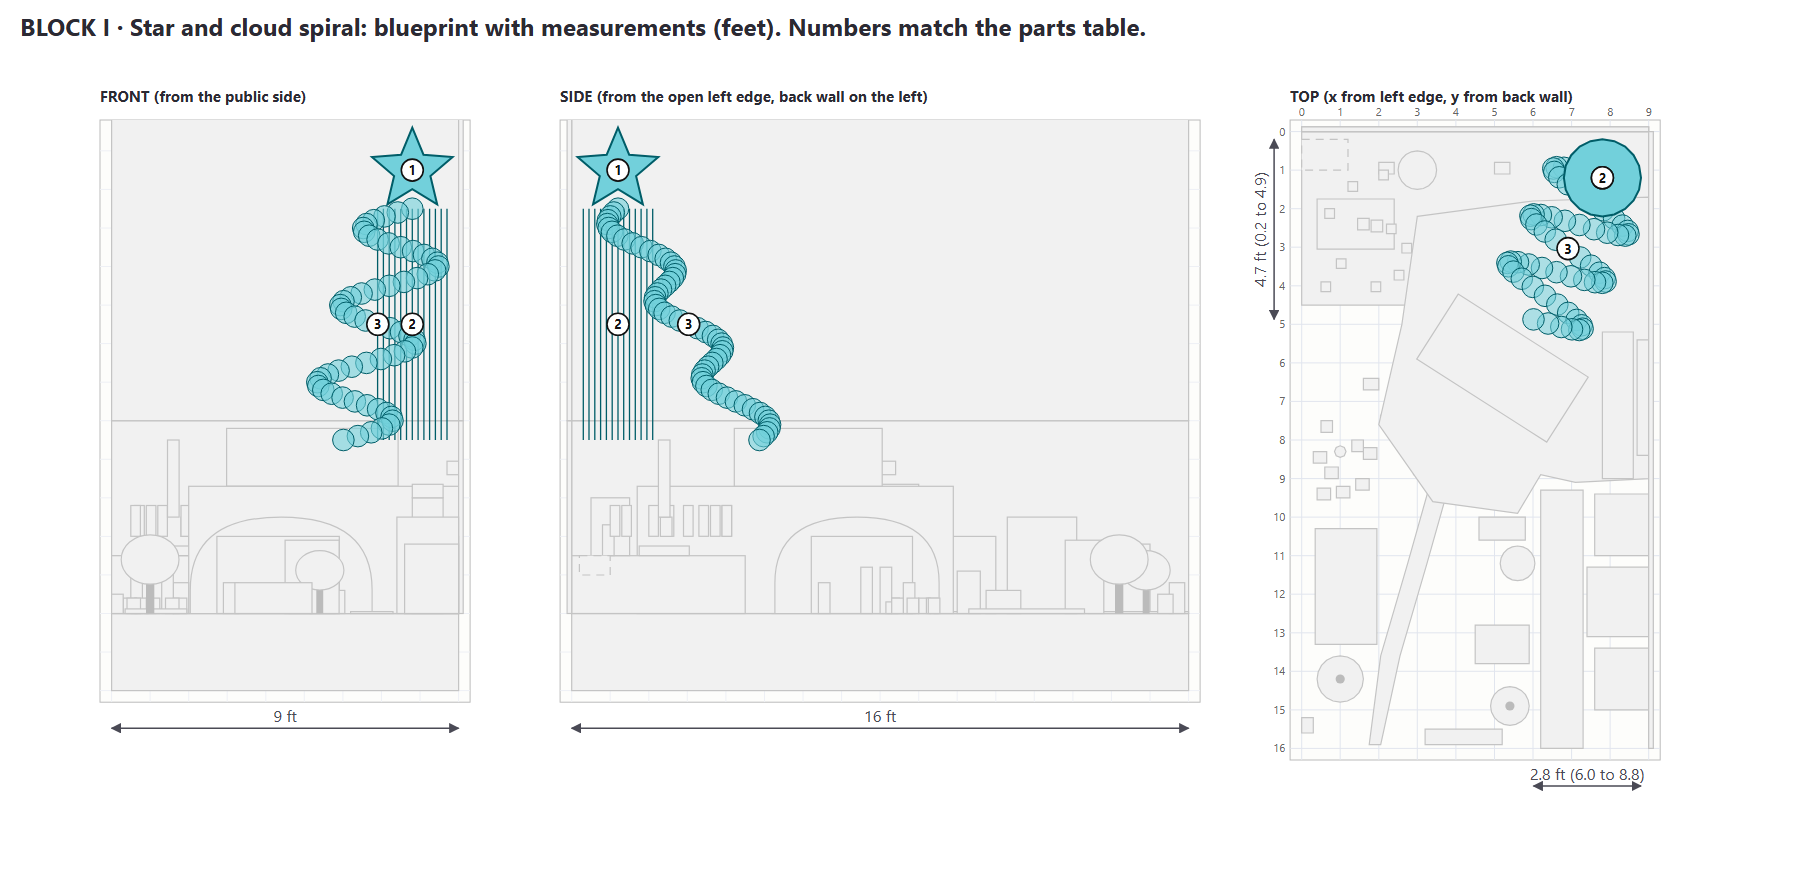 BLOCK I · Star and cloud spiral: blueprint with measurements (feet). Numbers match the parts table.
FRONT (from the public side)
1
3
2
9 ft
SIDE (from the open left edge, back wall on the left)
1
2
3
16 ft
TOP (x from left edge, y from back wall)
0 1 2 3 4 5 6 7 8 9
0
1
2
3
4
5
6
7
8
9
10
11
12
13
14
15
16
4.7 ft (0.2 to 4.9)
2
3
2.8 ft (6.0 to 8.8)